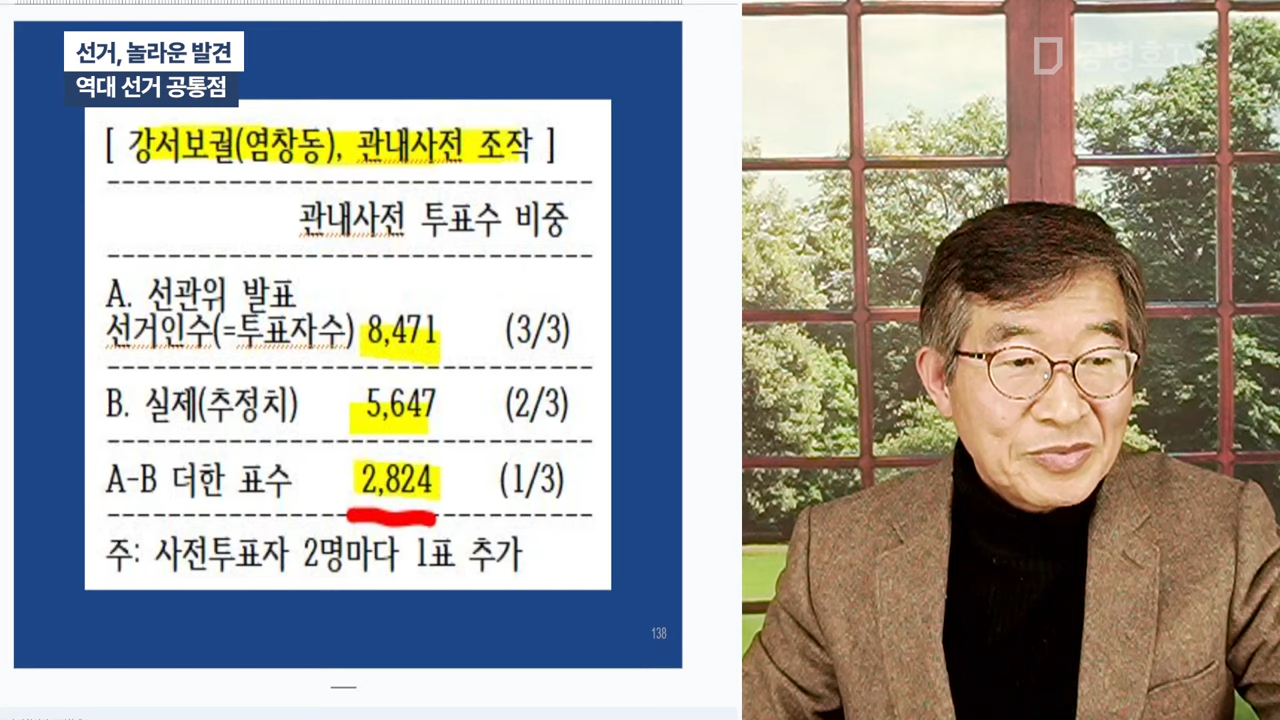 선거, 놀라운 발견
역대 선거 공통점
[ 강서보궐(염창동), 관내사전 조작 ]
관내사전 투표수 비중
A. 선관위 발표
선거인수(=투표자수) 8,471 (3/3)
B. 실제(추정치) 5,647 (2/3)
A-B 더한 표수 2,824 (1/3)
주: 사전투표자 2명마다 1표 추가
138
공병호T